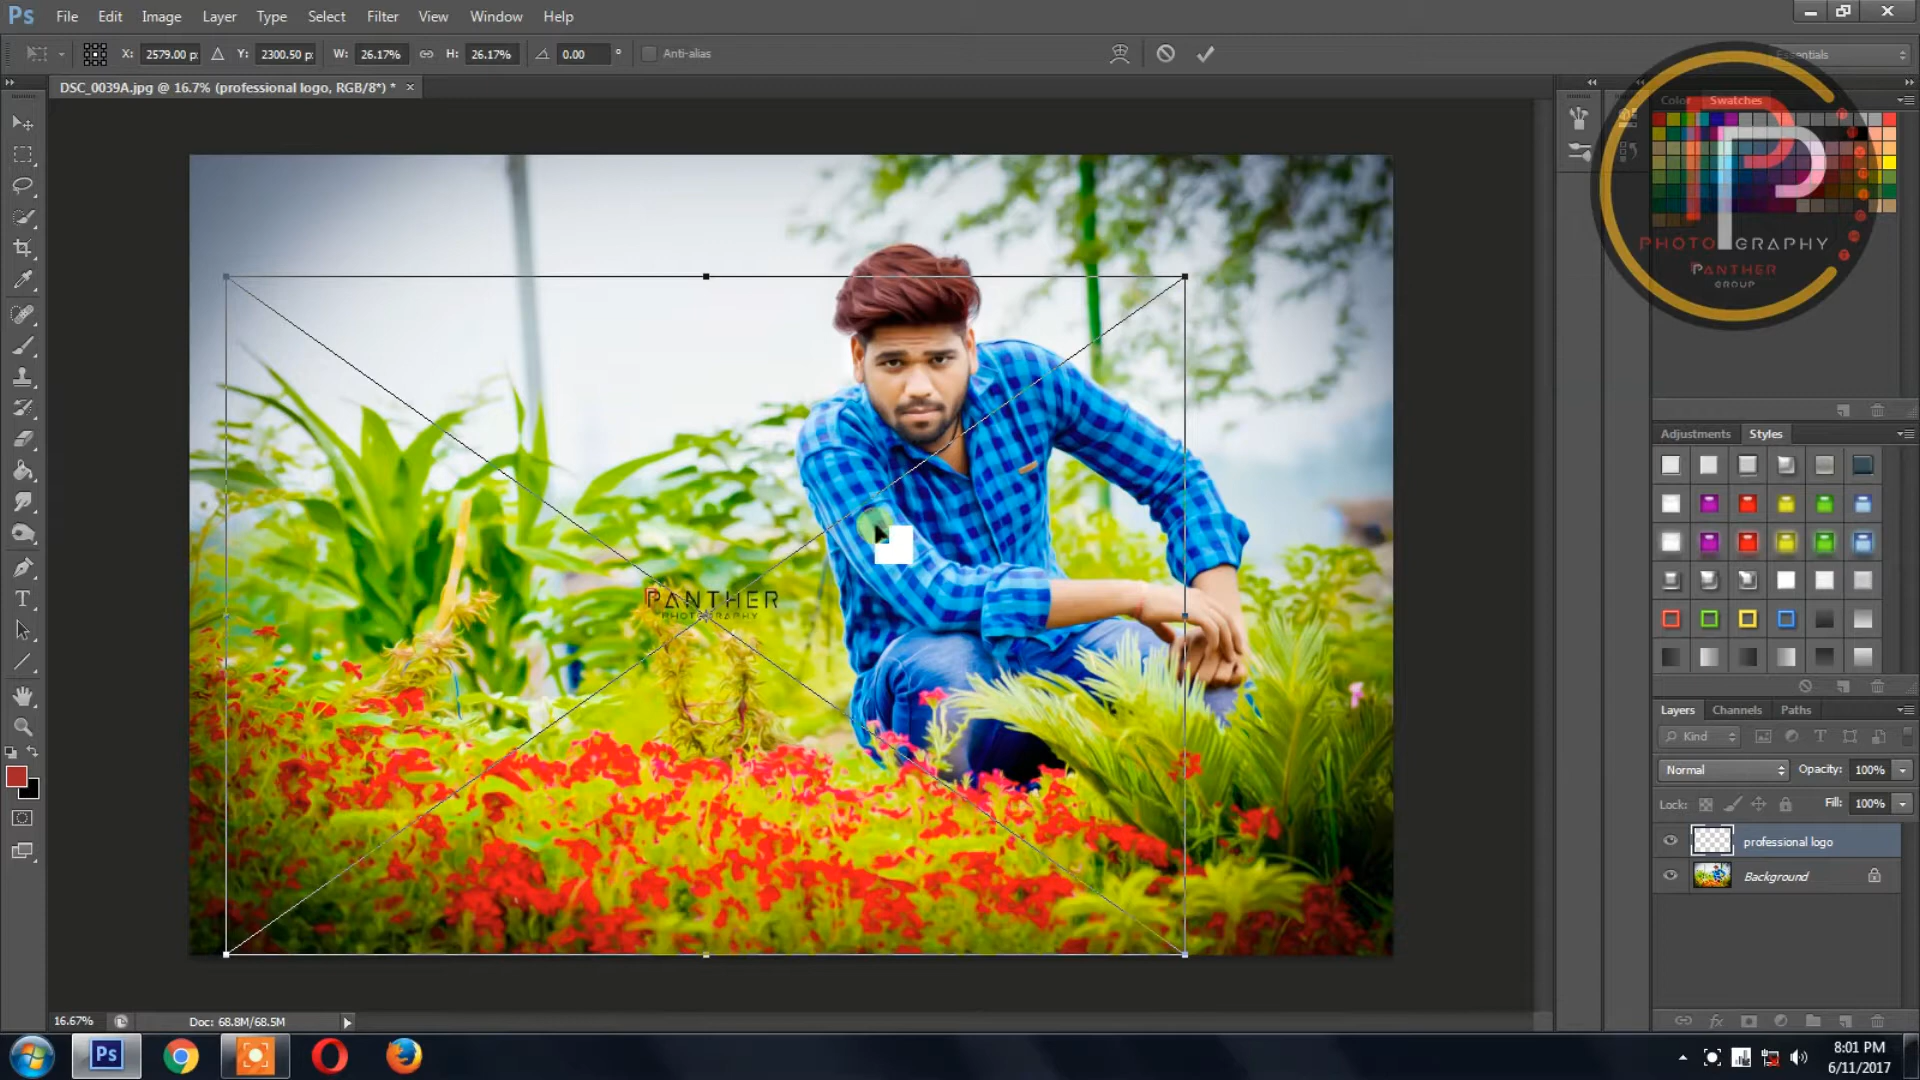 Ps File Edit Image Layer Type Select Filter View Window Help
X: 2579.00 p: Y: 2300.50 p: W: 26.17% H: 26.17% 0.00 ° Anti-alias Essentials
DSC_0039A.jpg @ 16.7% (professional logo, RGB/8*) * ×
Color Swatches
PHOTOGRAPHY
PANTHER
GROUP
PANTHER
PHOTOGRAPHY
Adjustments Styles
Layers Channels Paths
Kind
Normal Opacity: 100%
Lock: Fill: 100%
professional logo
Background
16.67% Doc: 68.8M/68.5M
Ps
8:01 PM
6/11/2017